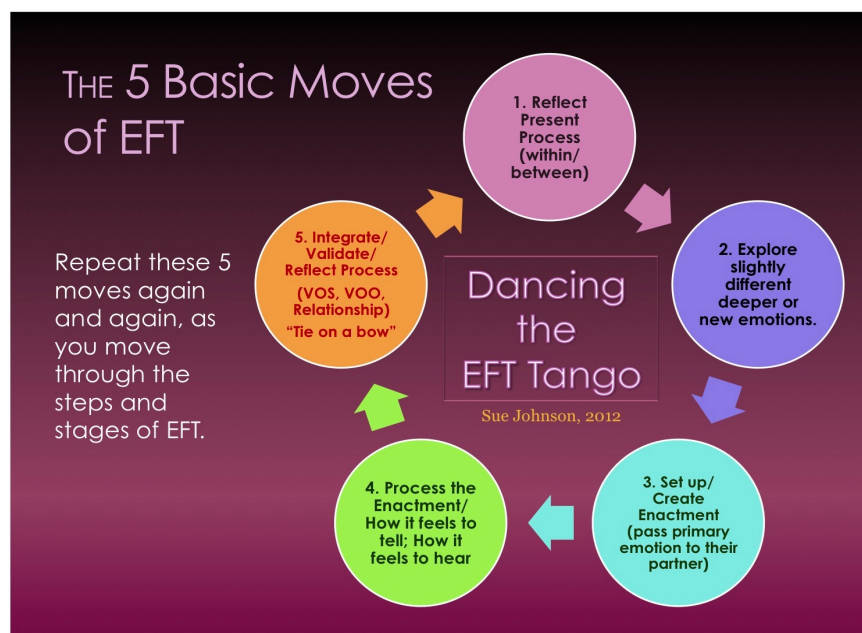 THE 5 Basic Moves
of EFT
Repeat these 5
moves again
and again, as
you move
through the
steps and
stages of EFT.
1. Reflect
Present
Process
(within/
between)
2. Explore
slightly
different
deeper or
new emotions.
3. Set up/
Create
Enactment
(pass primary
emotion to their
partner)
4. Process the
Enactment/
How it feels to
tell; How it
feels to hear
5. Integrate/
Validate/
Reflect Process
(VOS, VOO,
Relationship)
“Tie on a bow”
Dancing
the
EFT Tango
Sue Johnson, 2012